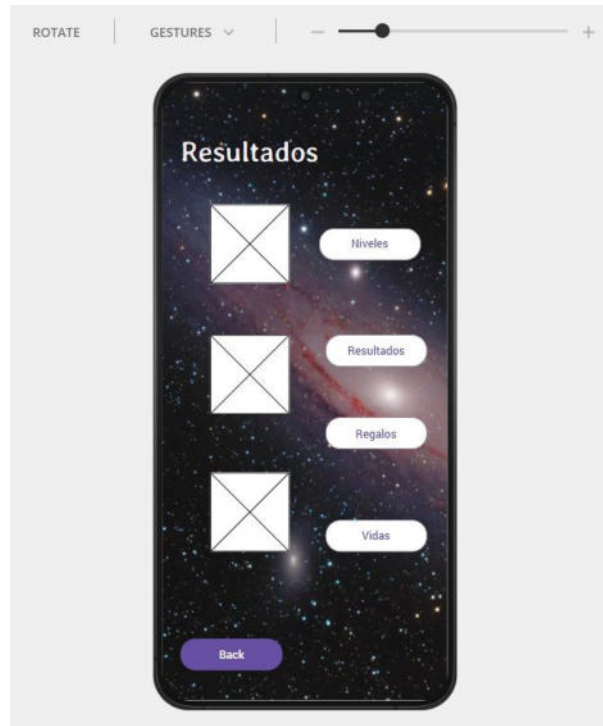 ROTATE
GESTURES
Resultados
Niveles
Resultados
Regalos
Vidas
Back